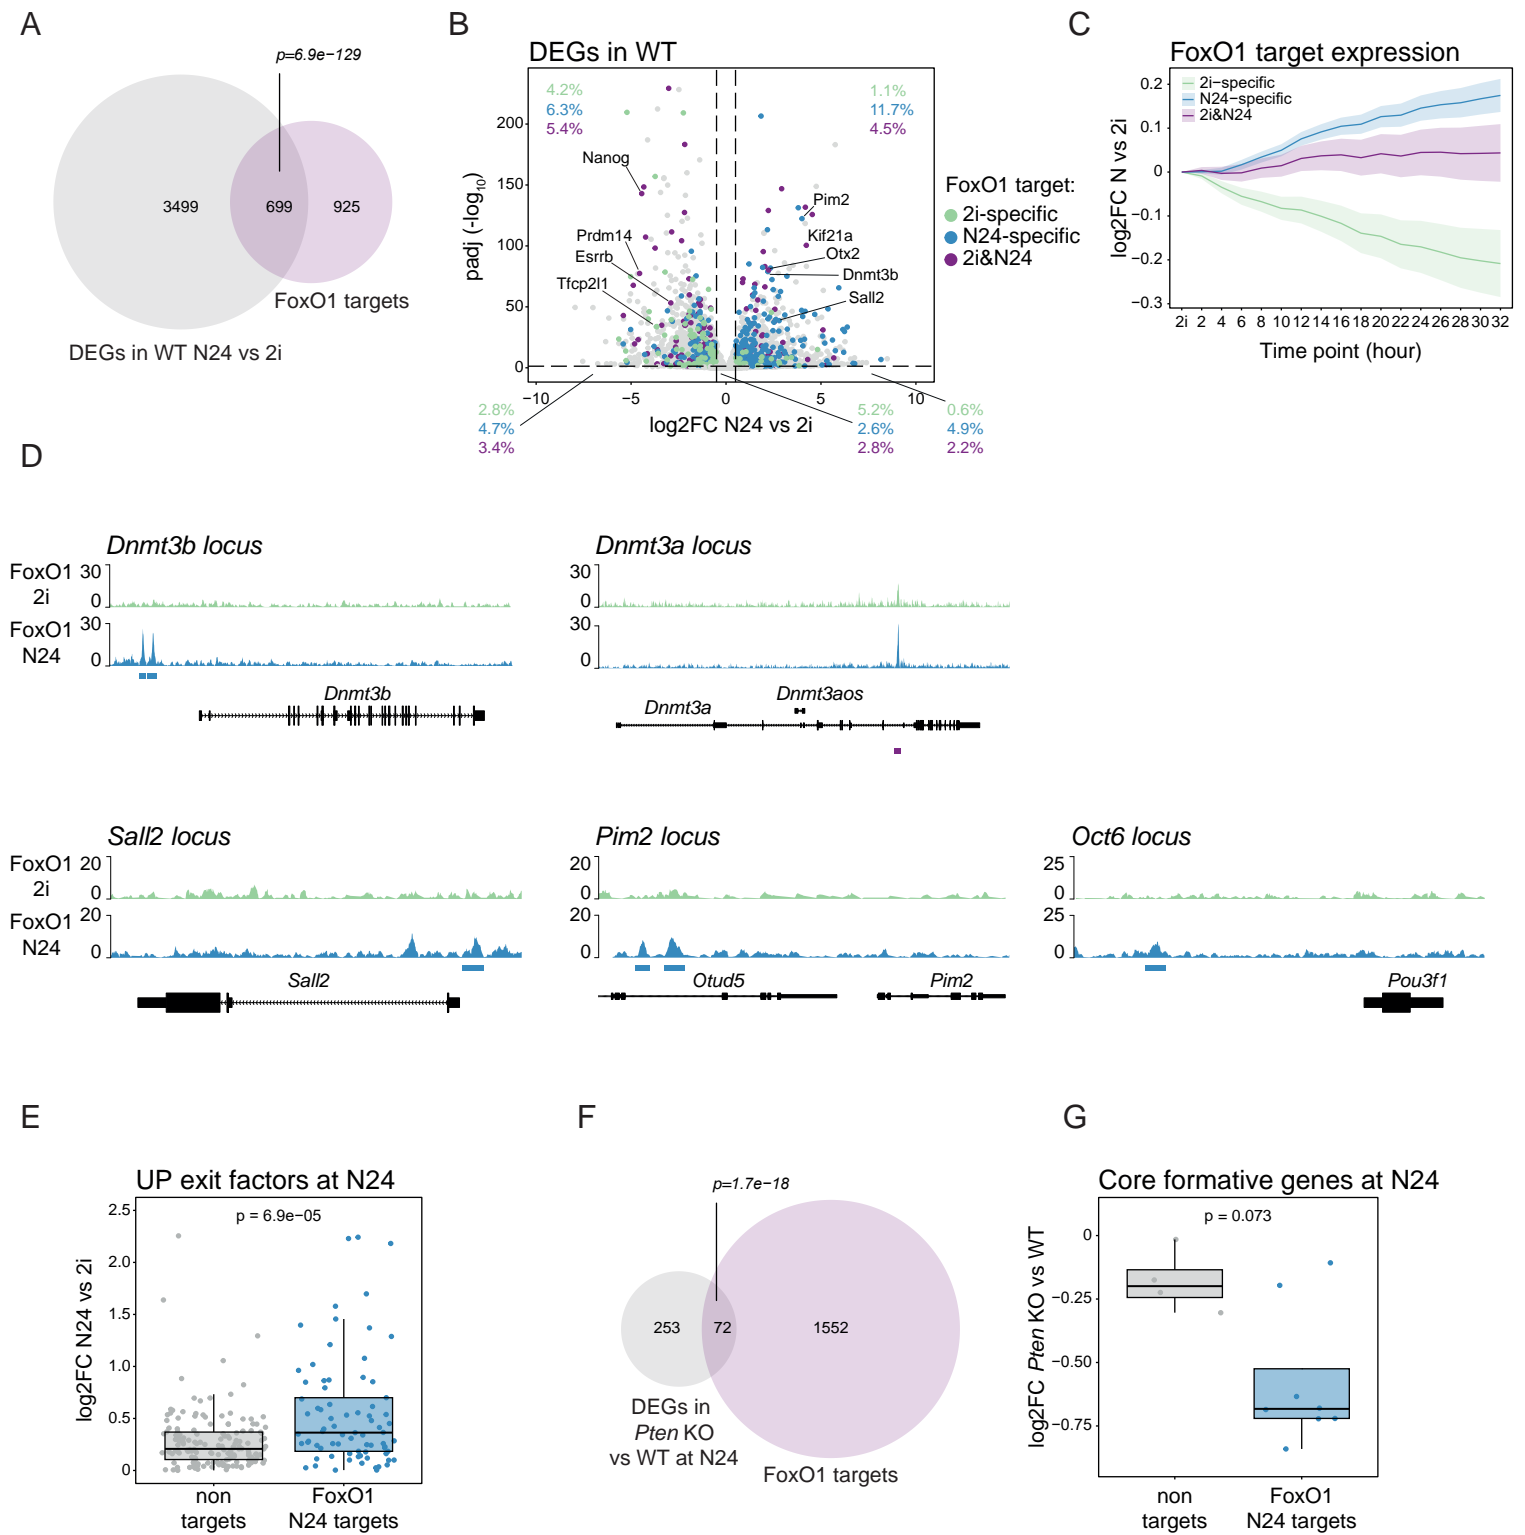 A
p=6.9e−129
3499
699
925
FoxO1 targets
DEGs in WT N24 vs 2i
B
DEGs in WT
4.2%
6.3%
5.4%
1.1%
11.7%
4.5%
200
150
100
50
0
padj (-log10)
Nanog
Prdm14
Esrrb
Tfcp2l1
Pim2
Kif21a
Otx2
Dnmt3b
Sall2
−10
−5
0
5
10
log2FC N24 vs 2i
2.8%
4.7%
3.4%
5.2%
2.6%
2.8%
0.6%
4.9%
2.2%
FoxO1 target:
2i-specific
N24-specific
2i&N24
C
FoxO1 target expression
2i−specific
N24−specific
2i&N24
0.2
0.1
0
−0.1
−0.2
−0.3
log2FC N vs 2i
2i 2 4 6 8 10 12 14 16 18 20 22 24 26 28 30 32
Time point (hour)
D
Dnmt3b locus
FoxO1
2i
30
0
FoxO1
N24
30
0
Dnmt3b
Dnmt3a locus
30
0
30
0
Dnmt3aos
Dnmt3a
Sall2 locus
FoxO1
2i
20
0
FoxO1
N24
20
0
Sall2
Pim2 locus
20
0
20
0
Otud5
Pim2
Oct6 locus
25
0
25
0
Pou3f1
E
UP exit factors at N24
p = 6.9e−05
2.5
2.0
1.5
1.0
0.5
0
log2FC N24 vs 2i
non
targets
FoxO1
N24 targets
F
p=1.7e−18
253
72
1552
DEGs in
Pten KO
vs WT at N24
FoxO1 targets
G
Core formative genes at N24
p = 0.073
0
−0.25
−0.50
−0.75
log2FC Pten KO vs WT
non
targets
FoxO1
N24 targets